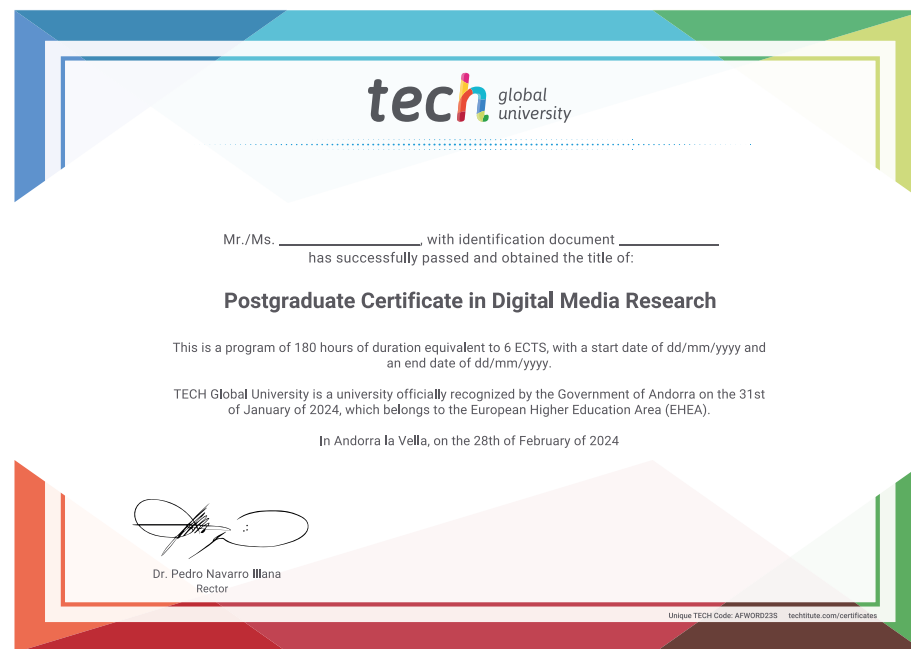 tech global
university
Mr./Ms. ____________________, with identification document ______________
has successfully passed and obtained the title of:
Postgraduate Certificate in Digital Media Research
This is a program of 180 hours of duration equivalent to 6 ECTS, with a start date of dd/mm/yyyy and
an end date of dd/mm/yyyy.
TECH Global University is a university officially recognized by the Government of Andorra on the 31st
of January of 2024, which belongs to the European Higher Education Area (EHEA).
In Andorra la Vella, on the 28th of February of 2024
Dr. Pedro Navarro Illana
Rector
Unique TECH Code: AFWORD23S techtitute.com/certificates